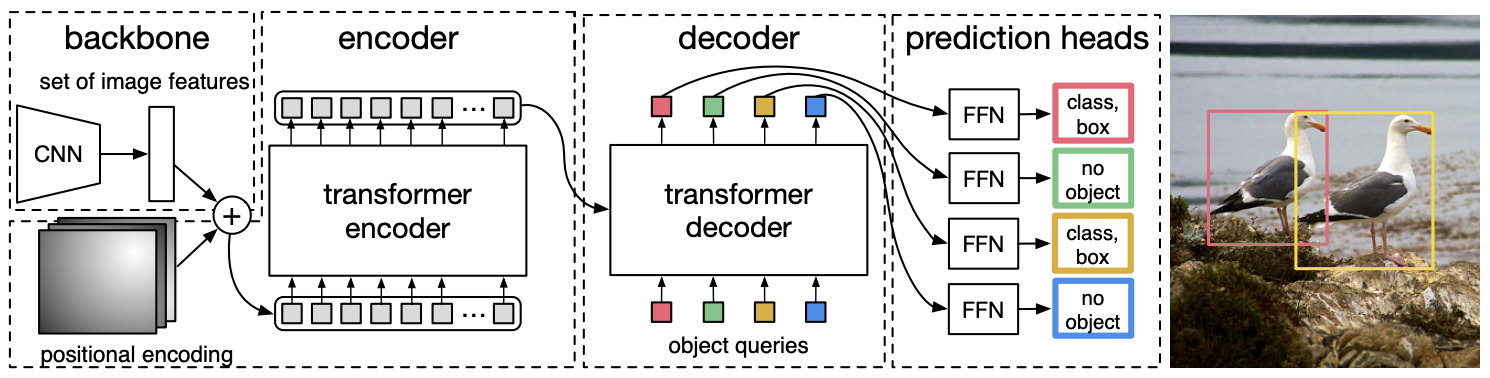 backbone
set of image features
CNN
+
positional encoding
encoder
...
transformer
encoder
...
decoder
transformer
decoder
object queries
prediction heads
FFN
class,
box
FFN
no
object
FFN
class,
box
FFN
no
object